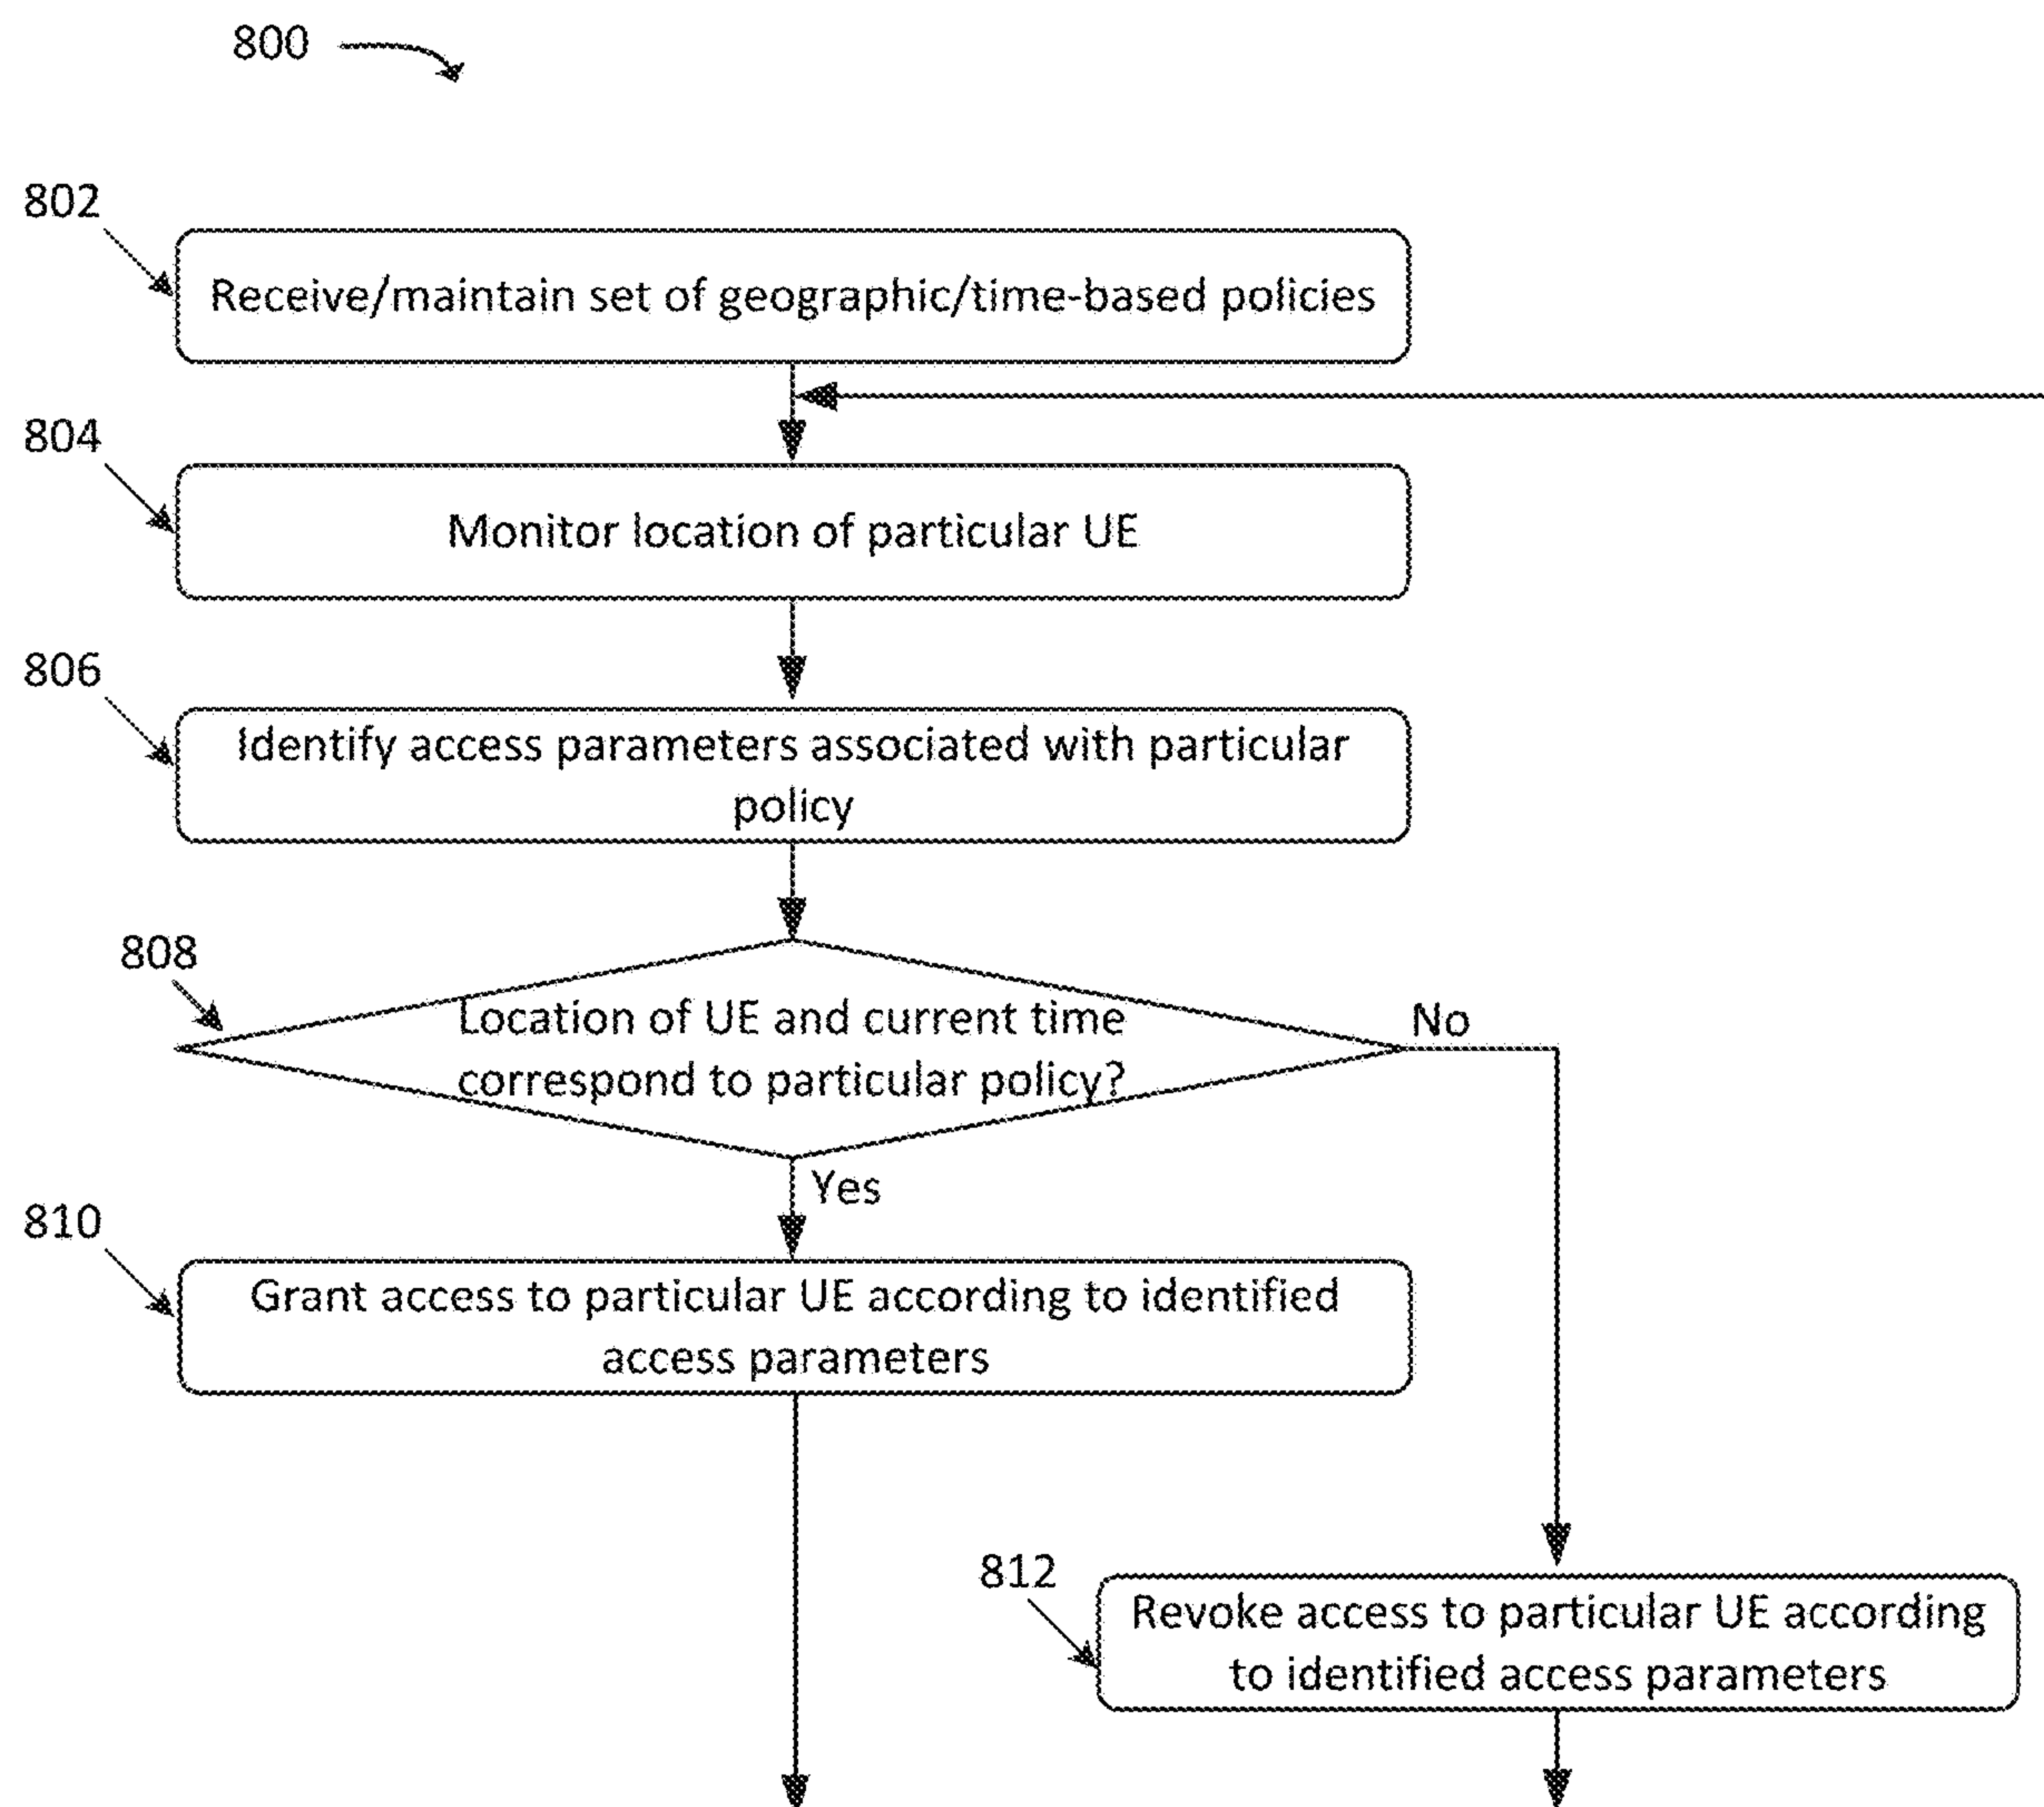 800
802
Receive/maintain set of geographic/time-based policies
804
Monitor location of particular UE
806
Identify access parameters associated with particular
policy
808
Location of UE and current time
correspond to particular policy?
No
Yes
810
Grant access to particular UE according to identified
access parameters
812
Revoke access to particular UE according
to identified access parameters